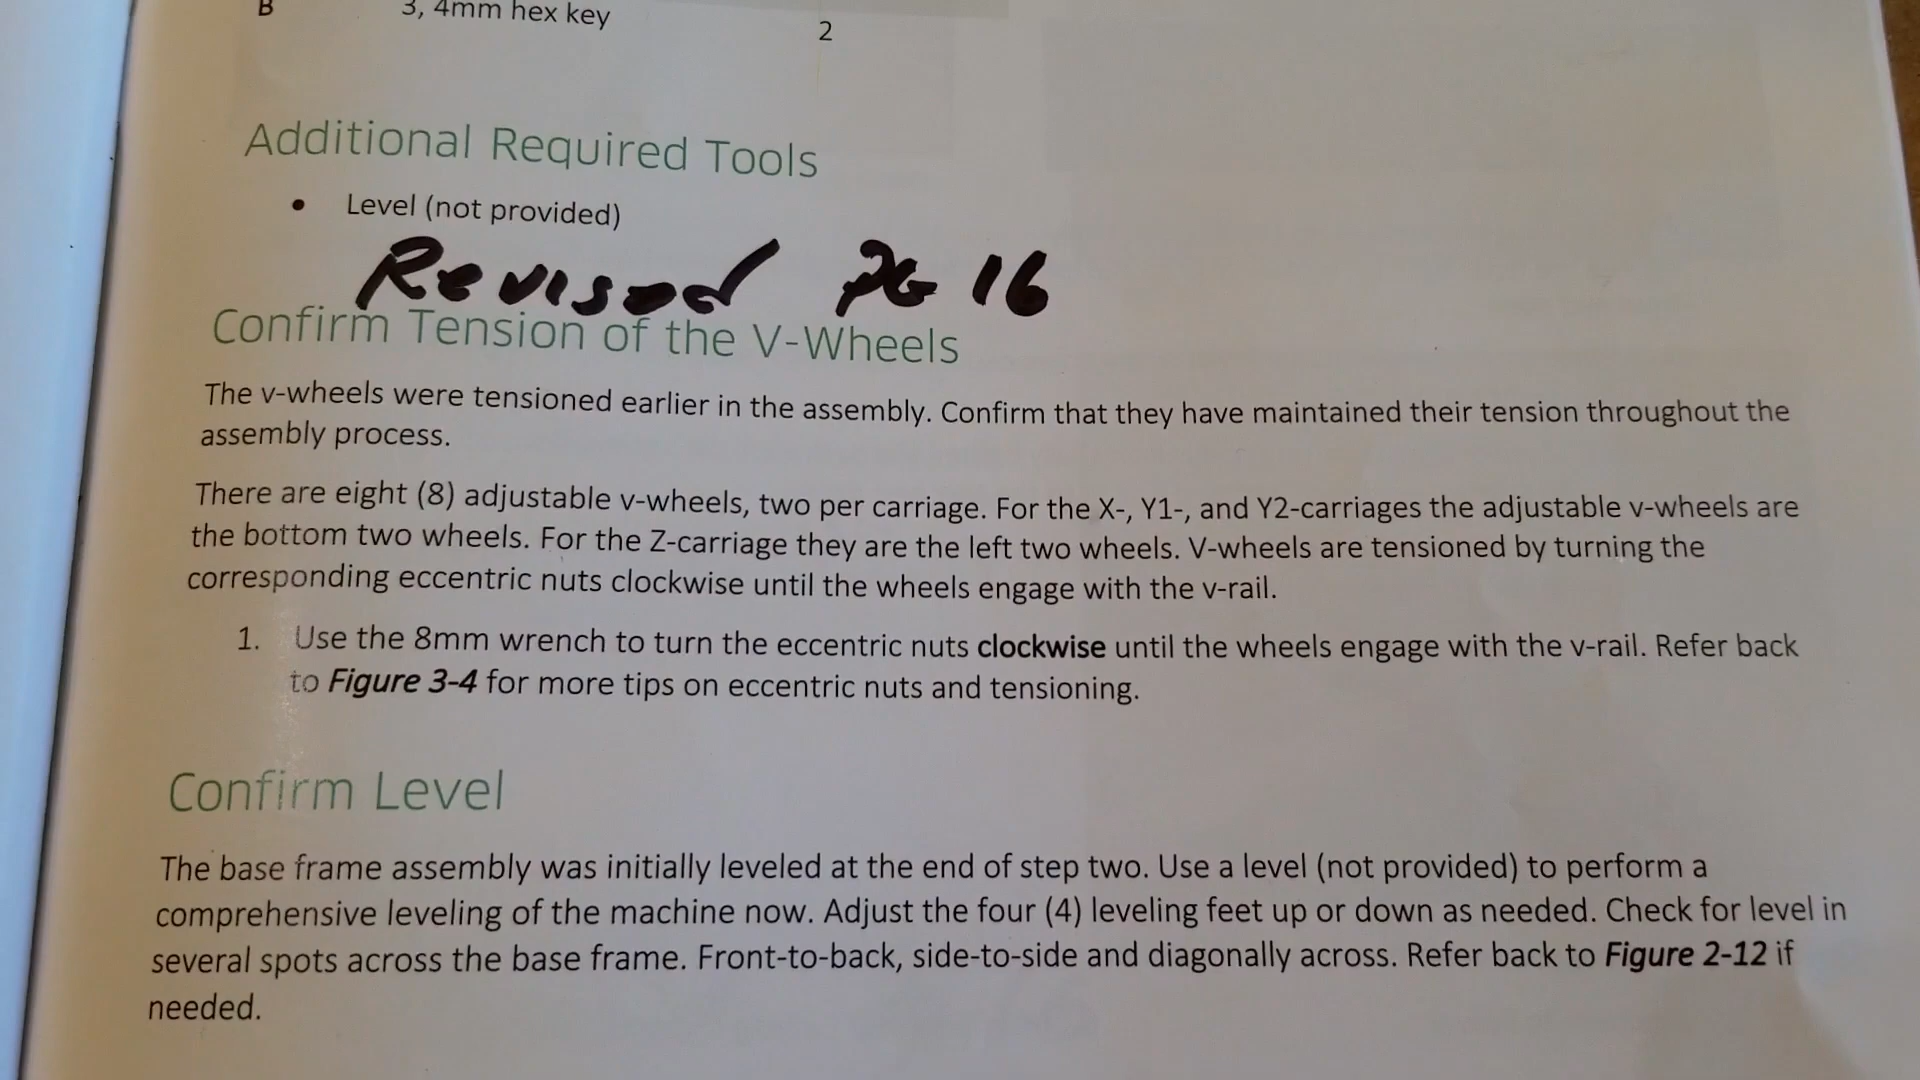 B 3, 4mm hex key 2
Additional Required Tools
• Level (not provided)
Revised PG 16
Confirm Tension of the V-Wheels
The v-wheels were tensioned earlier in the assembly. Confirm that they have maintained their tension throughout the
assembly process.
There are eight (8) adjustable v-wheels, two per carriage. For the X-, Y1-, and Y2-carriages the adjustable v-wheels are
the bottom two wheels. For the Z-carriage they are the left two wheels. V-wheels are tensioned by turning the
corresponding eccentric nuts clockwise until the wheels engage with the v-rail.
1. Use the 8mm wrench to turn the eccentric nuts clockwise until the wheels engage with the v-rail. Refer back
to Figure 3-4 for more tips on eccentric nuts and tensioning.
Confirm Level
The base frame assembly was initially leveled at the end of step two. Use a level (not provided) to perform a
comprehensive leveling of the machine now. Adjust the four (4) leveling feet up or down as needed. Check for level in
several spots across the base frame. Front-to-back, side-to-side and diagonally across. Refer back to Figure 2-12 if
needed.